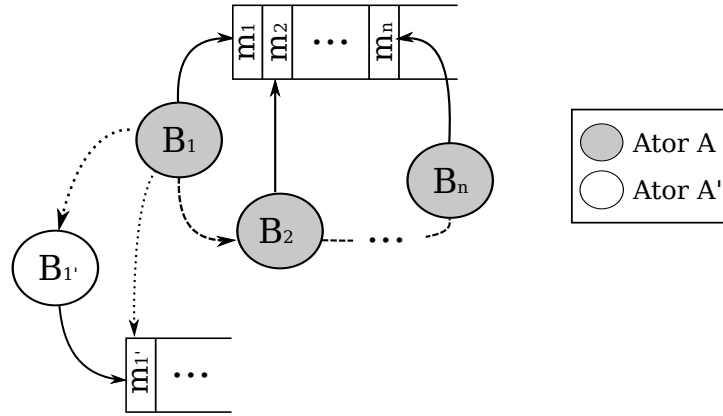 m1 m2 ... mn
B1
Bn
B2
...
B1'
m1' ...
Ator A
Ator A'